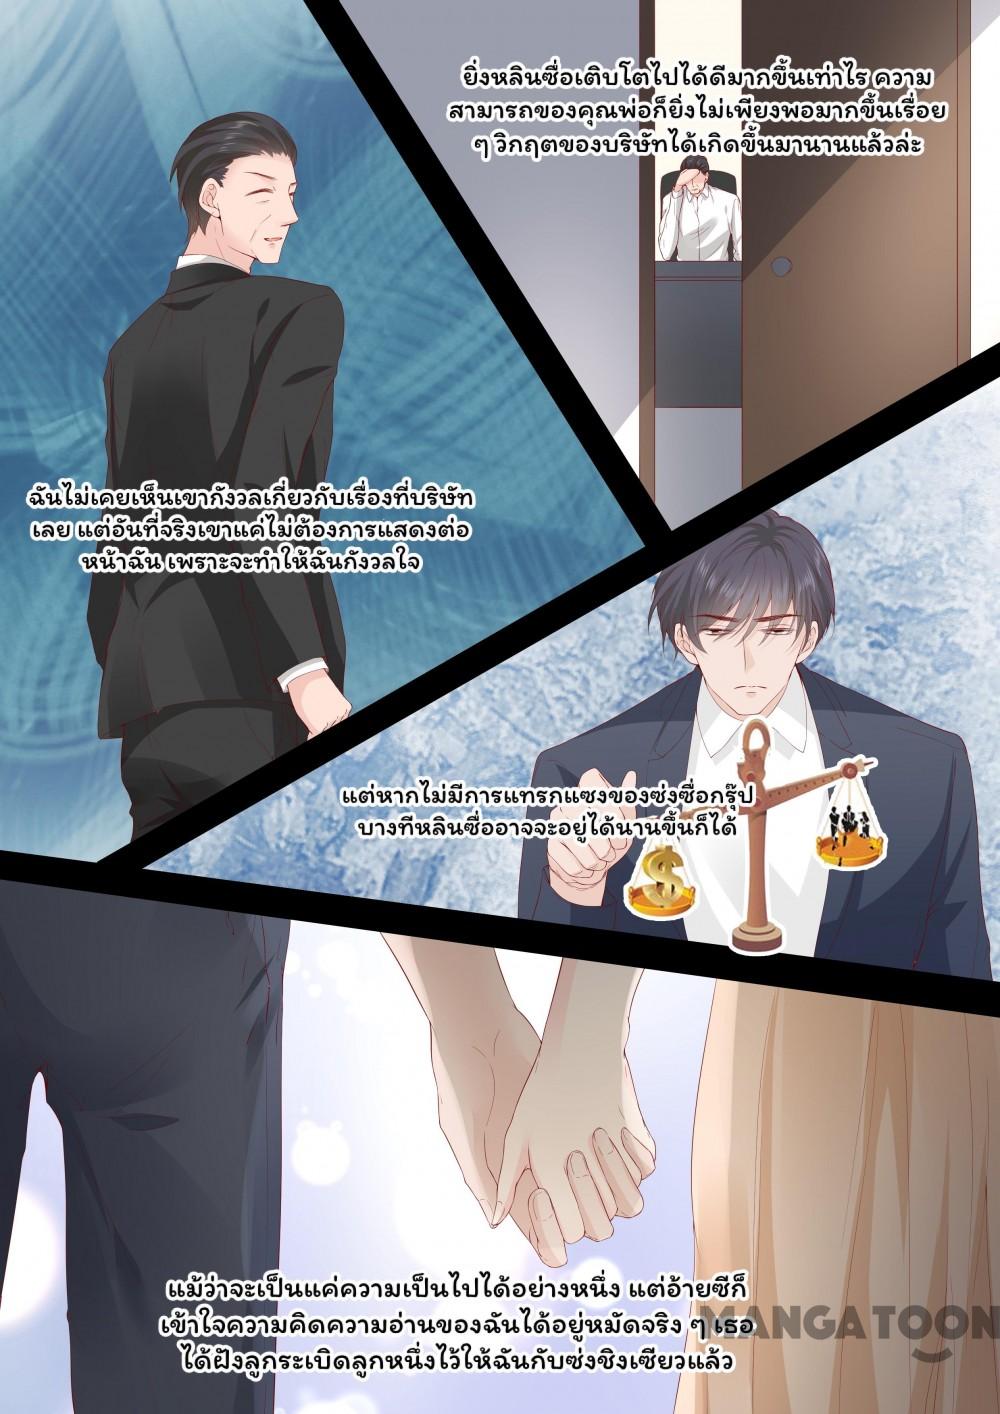 ยิ่งหลินซื่อเติบโตไปได้ดีมากขึ้นเท่าไร ความ
สามารถของคุณพ่อก็ยิ่งไม่เพียงพอมากขึ้นเรื่อย
ๆ วิกฤตของบริษัทได้เกิดขึ้นมานานแล้วล่ะ
ฉันไม่เคยเห็นเขากังวลเกี่ยวกับเรื่องที่บริษัท
เลย แต่อันที่จริงเขาแค่ไม่ต้องการแสดงต่อ
หน้าฉัน เพราะจะทำให้ฉันกังวลใจ
แต่หากไม่มีการแทรกแซงของซ่งซื่อกรุ๊ป
บางทีหลินซื่ออาจจะอยู่ได้นานขึ้นก็ได้
$
แม้ว่าจะเป็นแค่ความเป็นไปได้อย่างหนึ่ง แต่อ้ายซีก็
เข้าใจความคิดความอ่านของฉันได้อยู่หมัดจริง ๆ เธอ
ได้ฝังลูกระเบิดลูกหนึ่งไว้ให้ฉันกับซ่งชิงเซียวแล้ว
MANGATOON